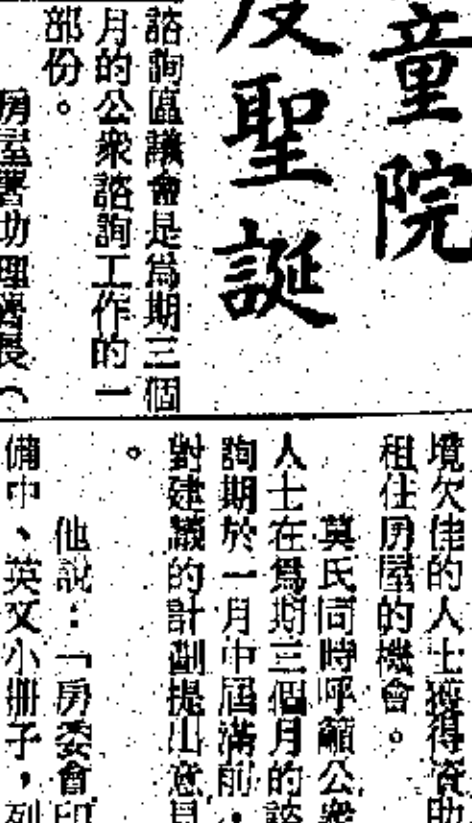 童院
度聖誕
諮詢區議會是為期三個
月的公眾諮詢工作的一
部份。
房屋署助理署長（
境欠佳的人士獲得資助
租住房屋的機會。
莫氏同時呼籲公眾
人士在爲期三個月的諮
詢期於一月中屆滿前，
對建議的計劃提出意見
。
他說：「房委會印
備中、英文小冊子，列